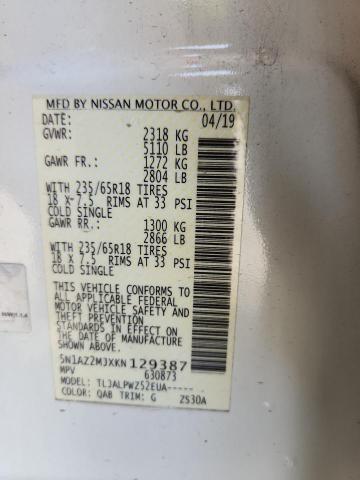 MFD BY NISSAN MOTOR CO., LTD.
DATE: 04/19
GVWR: 2318 KG
5110 LB
GAWR FR.: 1272 KG
2804 LB
WITH 235/65R18 TIRES
18 X 7.5 RIMS AT 33 PSI
COLD SINGLE
GAWR RR.: 1300 KG
2866 LB
WITH 235/65R18 TIRES
18 X 7.5 RIMS AT 33 PSI
COLD SINGLE
THIS VEHICLE CONFORMS TO
ALL APPLICABLE FEDERAL
MOTOR VEHICLE SAFETY AND
THEFT PREVENTION
STANDARDS IN EFFECT ON
THE DATE OF MANUFACTURE
SHOWN ABOVE.
5N1AZ2MJXKN129387
MPV 630873
MODEL: TLJALPWZ52EUA-----
COLOR: QAB TRIM: G ZS30A